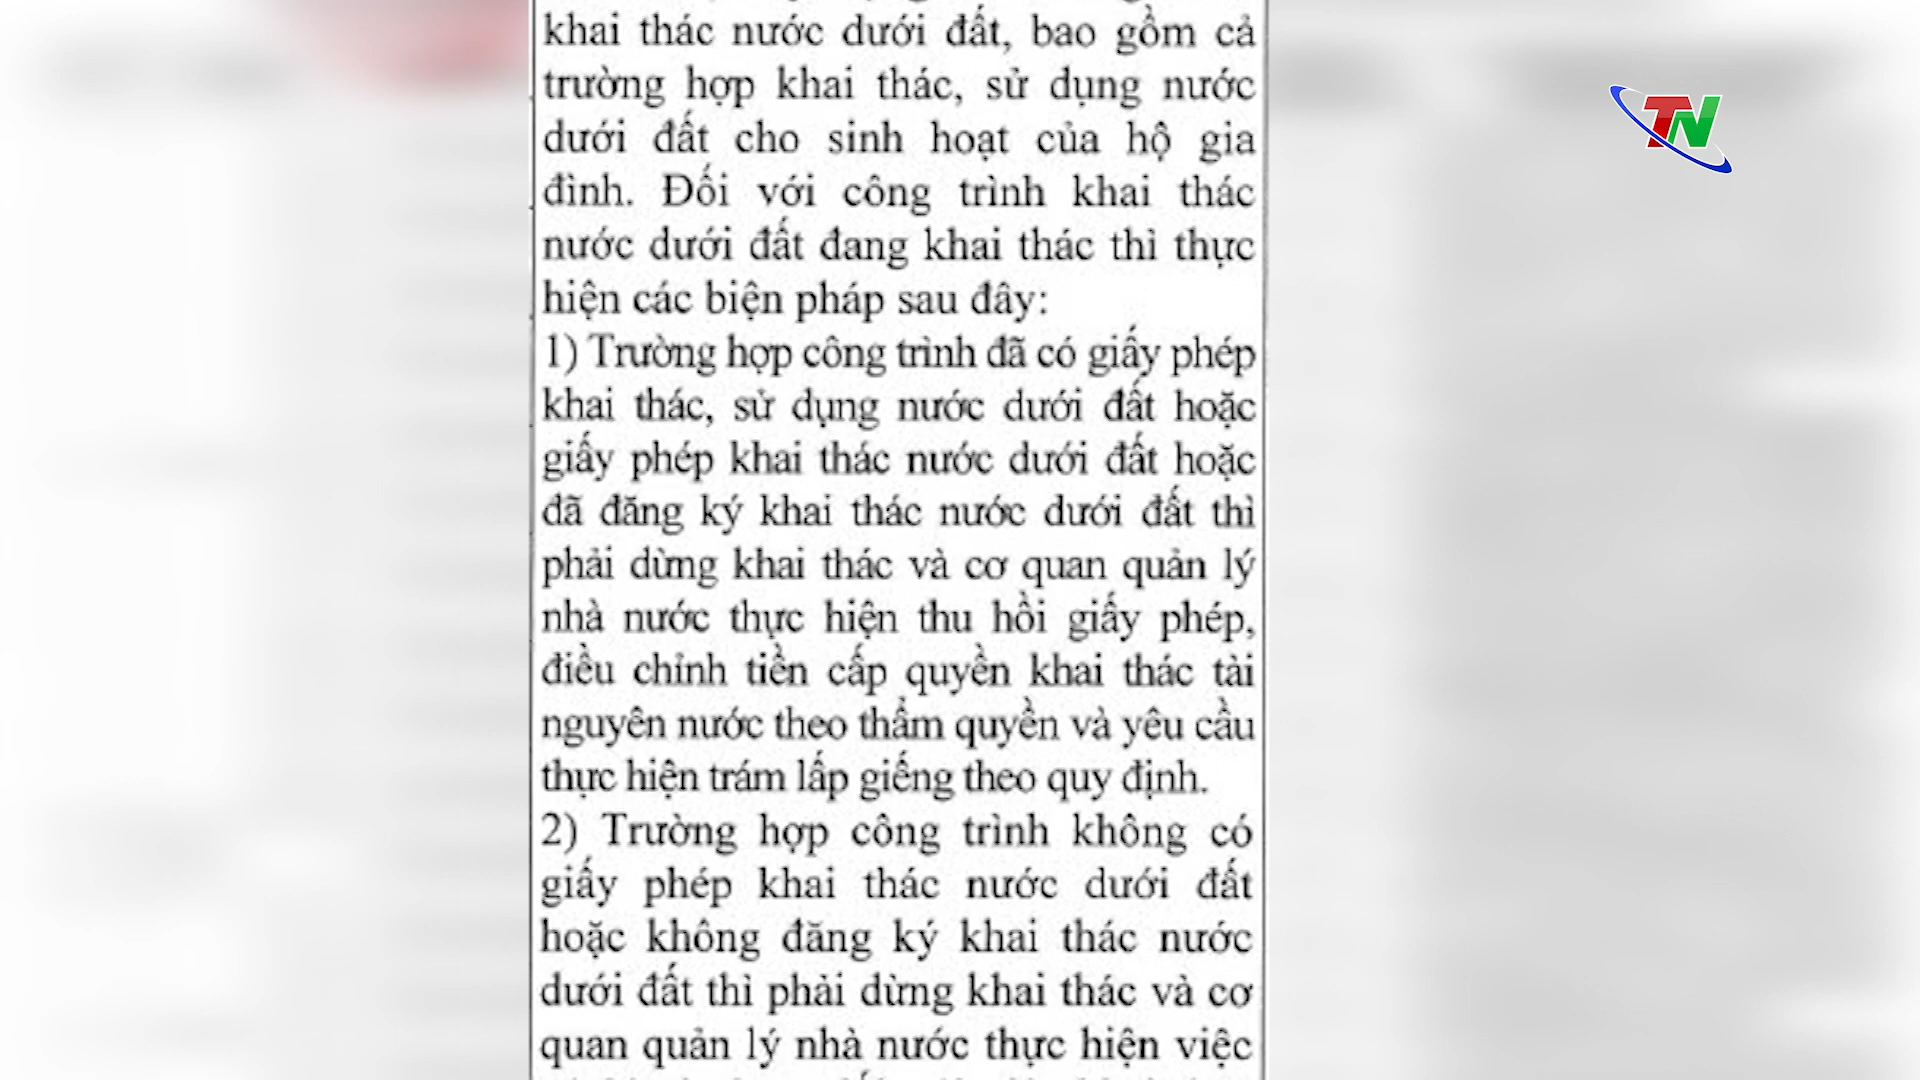 khai thác nước dưới đất, bao gồm cả
trường hợp khai thác, sử dụng nước
dưới đất cho sinh hoạt của hộ gia
đình. Đối với công trình khai thác
nước dưới đất đang khai thác thì thực
hiện các biện pháp sau đây:
1) Trường hợp công trình đã có giấy phép
khai thác, sử dụng nước dưới đất hoặc
giấy phép khai thác nước dưới đất hoặc
đã đăng ký khai thác nước dưới đất thì
phải dừng khai thác và cơ quan quản lý
nhà nước thực hiện thu hồi giấy phép,
điều chỉnh tiền cấp quyền khai thác tài
nguyên nước theo thẩm quyền và yêu cầu
thực hiện trám lấp giếng theo quy định.
2) Trường hợp công trình không có
giấy phép khai thác nước dưới đất
hoặc không đăng ký khai thác nước
dưới đất thì phải dừng khai thác và cơ
quan quản lý nhà nước thực hiện việc
TN